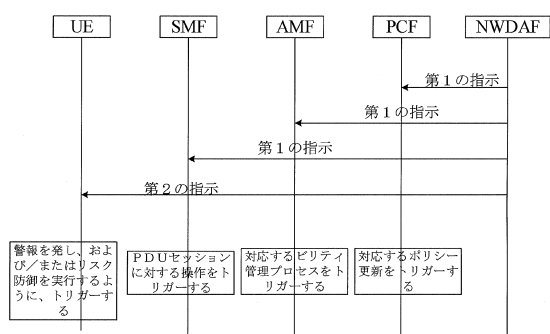 UE
SMF
AMF
PCF
NWDAF
第1の指示
第1の指示
第1の指示
第2の指示
警報を発し、およ
び/またはリスク
防御を実行するよ
うに、トリガーす
る
PDUセッション
に対する操作をト
リガーする
対応するビリティ
管理プロセスをト
リガーする
対応するポリシー
更新をトリガーす
る